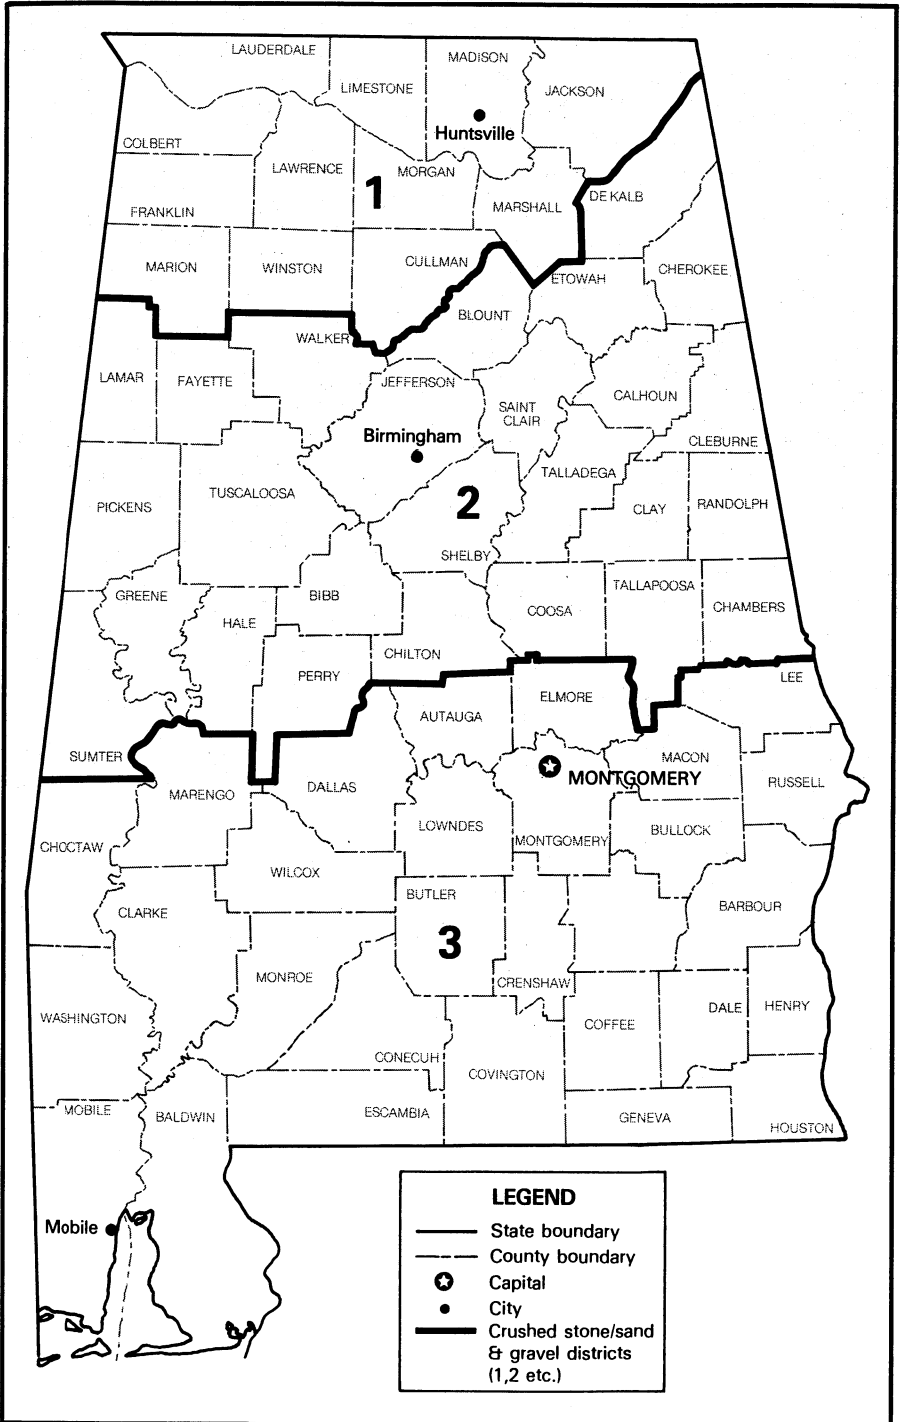 LAUDERDALE
MADISON
LIMESTONE
JACKSON
Huntsville
COLBERT
LAWRENCE
MORGAN
1
DE KALB
FRANKLIN
MARSHALL
MARION
WINSTON
CULLMAN
ETOWAH
CHEROKEE
BLOUNT
WALKER
LAMAR
FAYETTE
JEFFERSON
CALHOUN
SAINT
CLAIR
Birmingham
CLEBURNE
TALLADEGA
TUSCALOOSA
2
PICKENS
CLAY
RANDOLPH
SHELBY
TALLAPOOSA
GREENE
BIBB
COOSA
CHAMBERS
HALE
CHILTON
PERRY
LEE
ELMORE
AUTAUGA
SUMTER
MACON
MONTGOMERY
RUSSELL
DALLAS
MARENGO
LOWNDES
BULLOCK
MONTGOMERY
CHOCTAW
WILCOX
BUTLER
BARBOUR
CLARKE
3
MONROE
CRENSHAW
DALE
HENRY
WASHINGTON
COFFEE
CONECUH
COVINGTON
MOBILE
BALDWIN
ESCAMBIA
GENEVA
HOUSTON
Mobile
LEGEND
State boundary
County boundary
Capital
City
Crushed stone/sand
& gravel districts
(1,2 etc.)